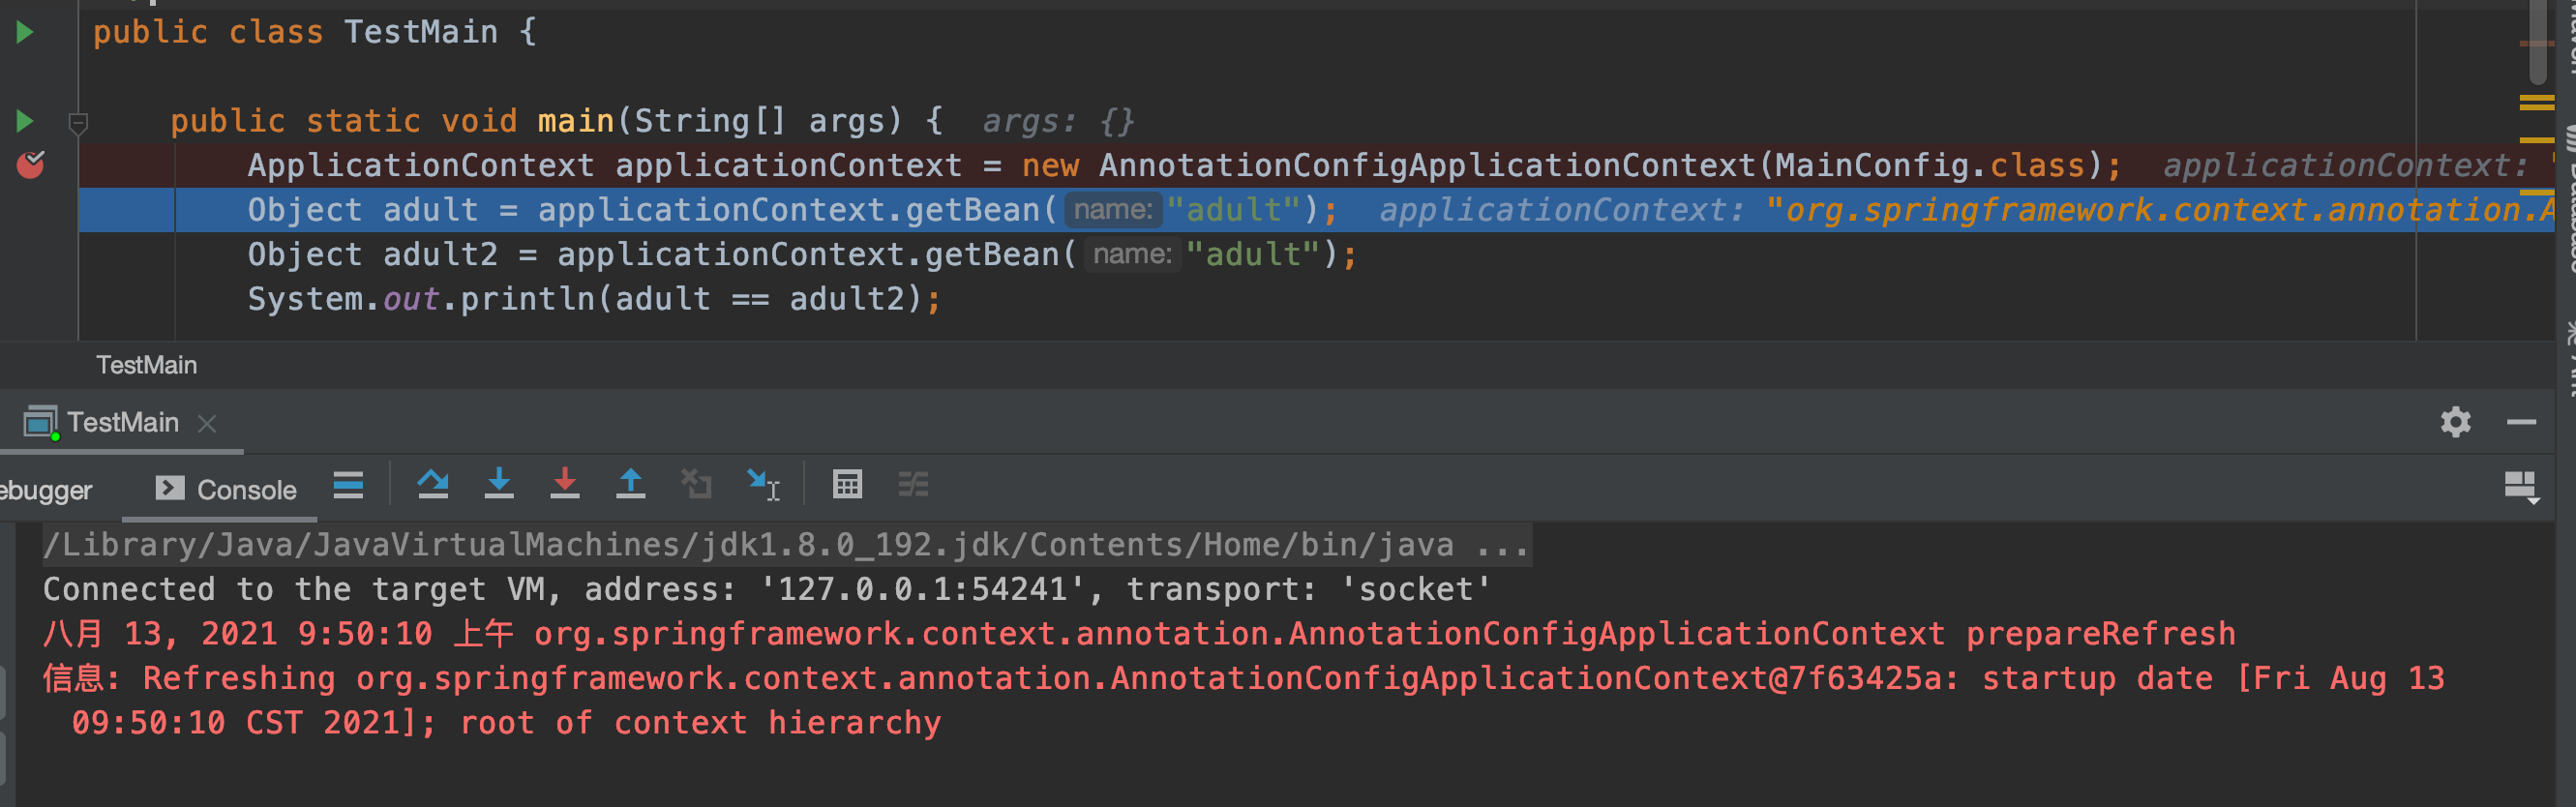 public class TestMain {
public static void main(String[] args) {  args: {}
ApplicationContext applicationContext = new AnnotationConfigApplicationContext(MainConfig.class);  applicationContext: "
Object adult = applicationContext.getBean( name: "adult");  applicationContext: "org.springframework.context.annotation.A
Object adult2 = applicationContext.getBean( name: "adult");
System.out.println(adult == adult2);
TestMain
TestMain
ebugger
Console
/Library/Java/JavaVirtualMachines/jdk1.8.0_192.jdk/Contents/Home/bin/java ...
Connected to the target VM, address: '127.0.0.1:54241', transport: 'socket'
八月 13, 2021 9:50:10 上午 org.springframework.context.annotation.AnnotationConfigApplicationContext prepareRefresh
信息: Refreshing org.springframework.context.annotation.AnnotationConfigApplicationContext@7f63425a: startup date [Fri Aug 13
09:50:10 CST 2021]; root of context hierarchy